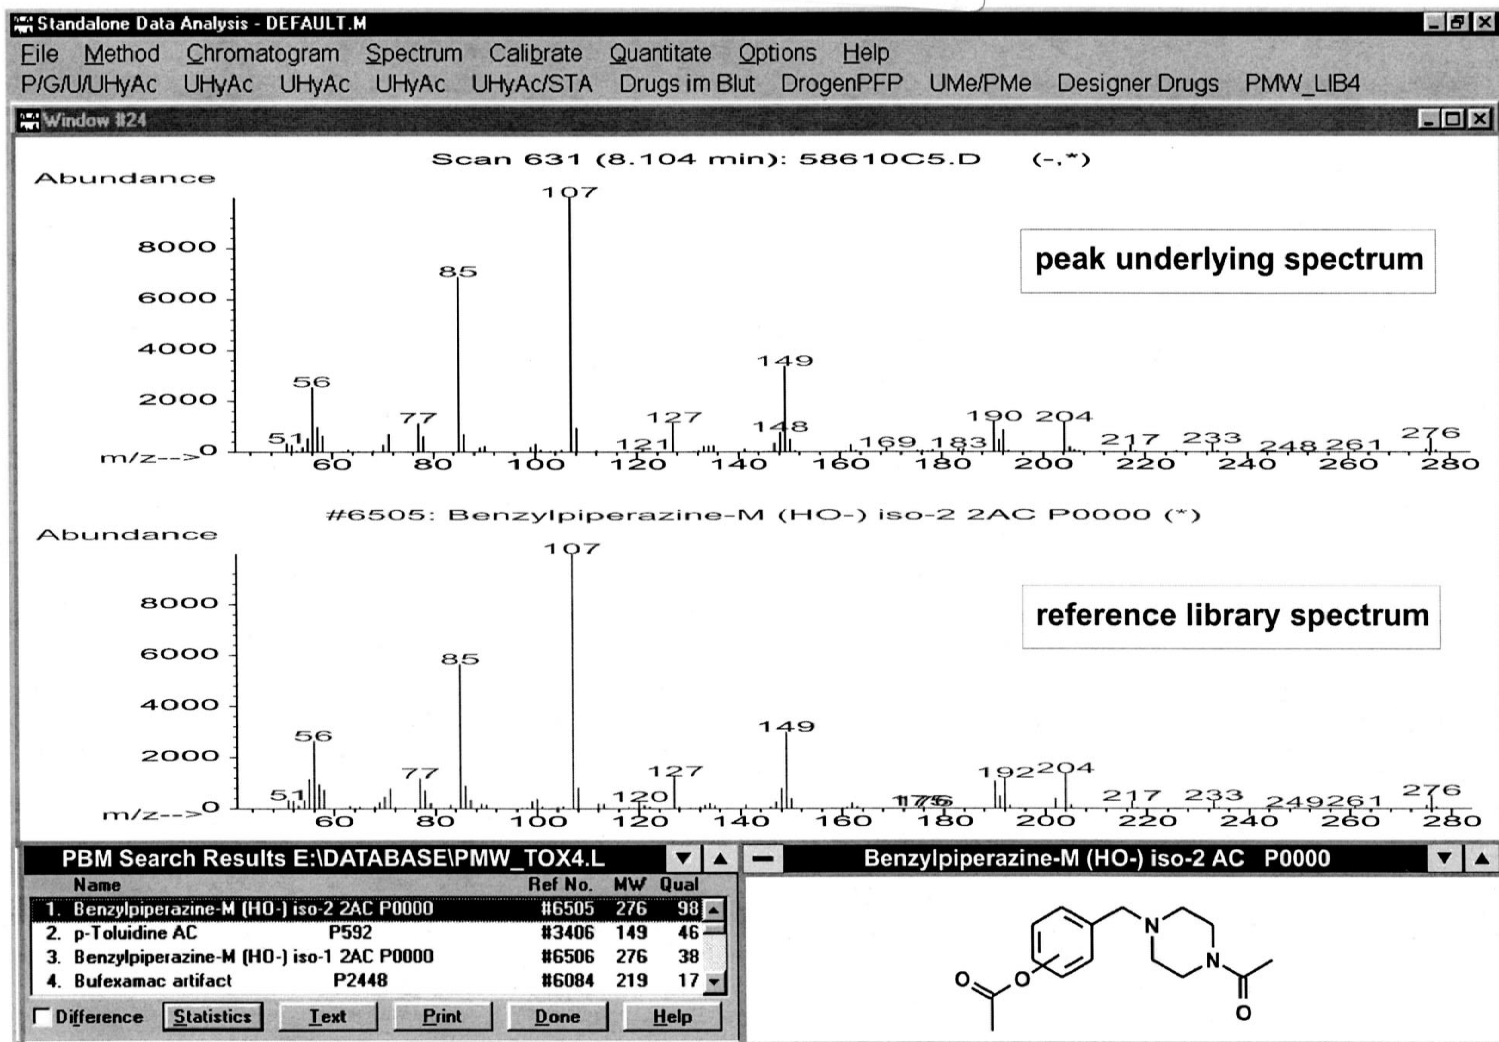 Standalone Data Analysis - DEFAULT.M
File Method Chromatogram Spectrum Calibrate Quantitate Options Help
P/G/U/UHyAc UHyAc UHyAc UHyAc UHyAc/STA Drugs im Blut DrogenPFP UMe/PMe Designer Drugs PMW_LIB4
Window #24
Scan 631 (8.104 min): 58610C5.D (-,*)
Abundance
107
8000
peak underlying spectrum
85
6000
4000
149
56
2000
77 127 148 190 204
51 121 169 183 217 233 248 261 276
0
m/z--> 60 80 100 120 140 160 180 200 220 240 260 280
#6505: Benzylpiperazine-M (HO-) iso-2 2AC P0000 (*)
Abundance
107
8000
reference library spectrum
85
6000
4000
149
56
2000
77 127 192 204
51 120 217 233 249 261 276
0
m/z--> 60 80 100 120 140 160 180 200 220 240 260 280
PBM Search Results E:\DATABASE\PMW_TOX4.L
Name Ref No. MW Qual
1. Benzylpiperazine-M (HO-) iso-2 2AC P0000 #6505 276 98
2. p-Toluidine AC P592 #3406 149 46
3. Benzylpiperazine-M (HO-) iso-1 2AC P0000 #6506 276 38
4. Bufexamac artifact P2448 #6084 219 17
Difference Statistics Text Print Done Help
Benzylpiperazine-M (HO-) iso-2 AC P0000
N
N
O
O
O